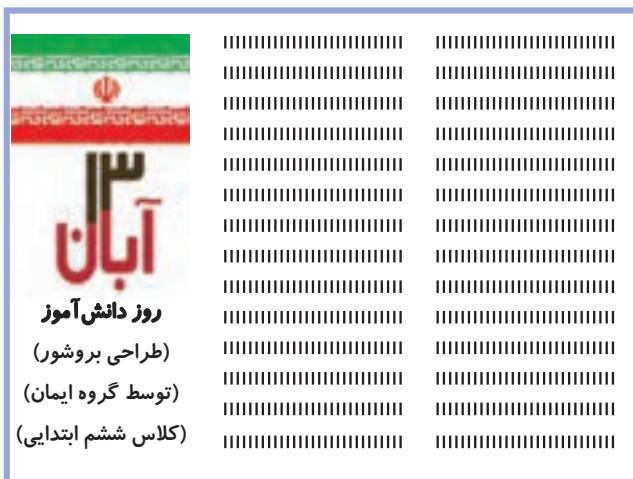 ۱۳
آبان
روز دانش‌آموز
(طراحی بروشور)
(توسط گروه ایمان)
(کلاس ششم ابتدایی)